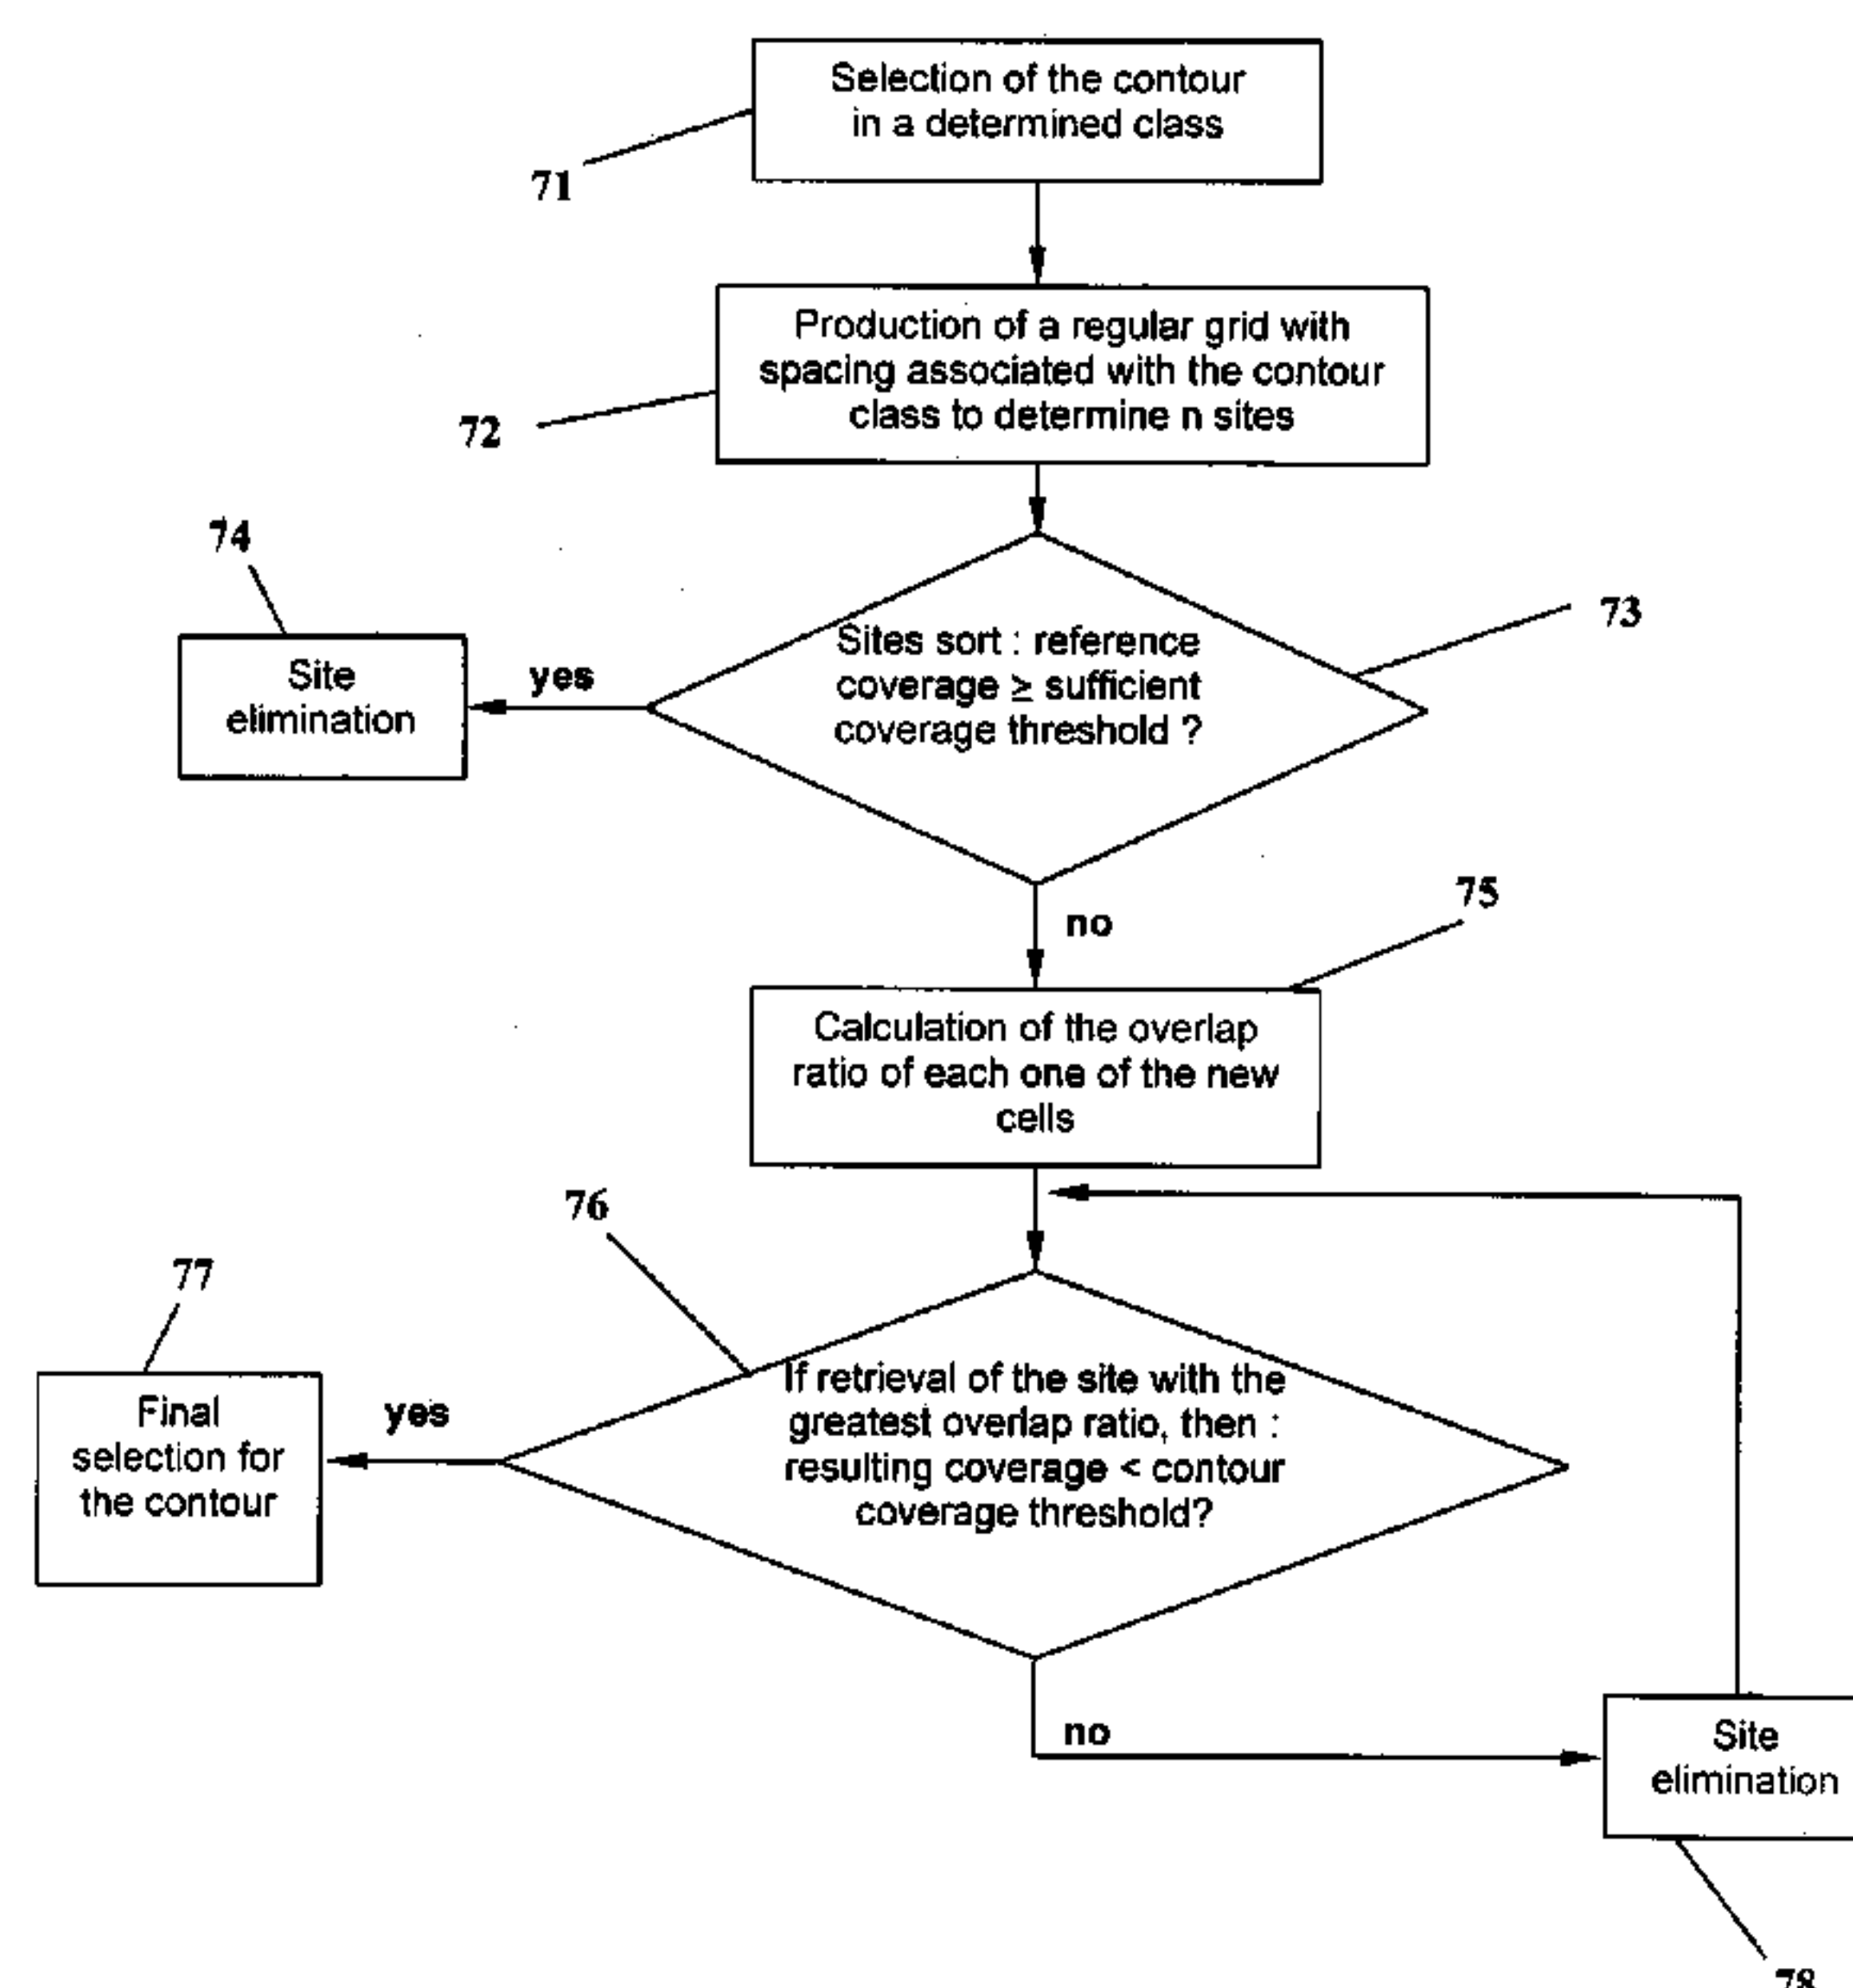 Selection of the contour
in a determined class
71
Production of a regular grid with
spacing associated with the contour
class to determine n sites
72
74
73
Sites sort : reference
coverage ≥ sufficient
coverage threshold ?
Site
elimination
yes
no
75
Calculation of the overlap
ratio of each one of the new
cells
76
77
If retrieval of the site with the
greatest overlap ratio, then :
resulting coverage < contour
coverage threshold?
Final
selection for
the contour
yes
no
Site
elimination
78